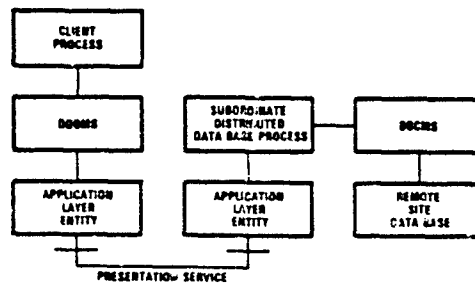 CLIENT
PROCESS
DDBMS
SUBORDINATE
DISTRIBUTED
DATA BASE PROCESS
APPLICATION
LAYER
ENTITY
APPLICATION
LAYER
ENTITY
REMOTE
SITE
DATA BASE
PRESENTATION SERVICE